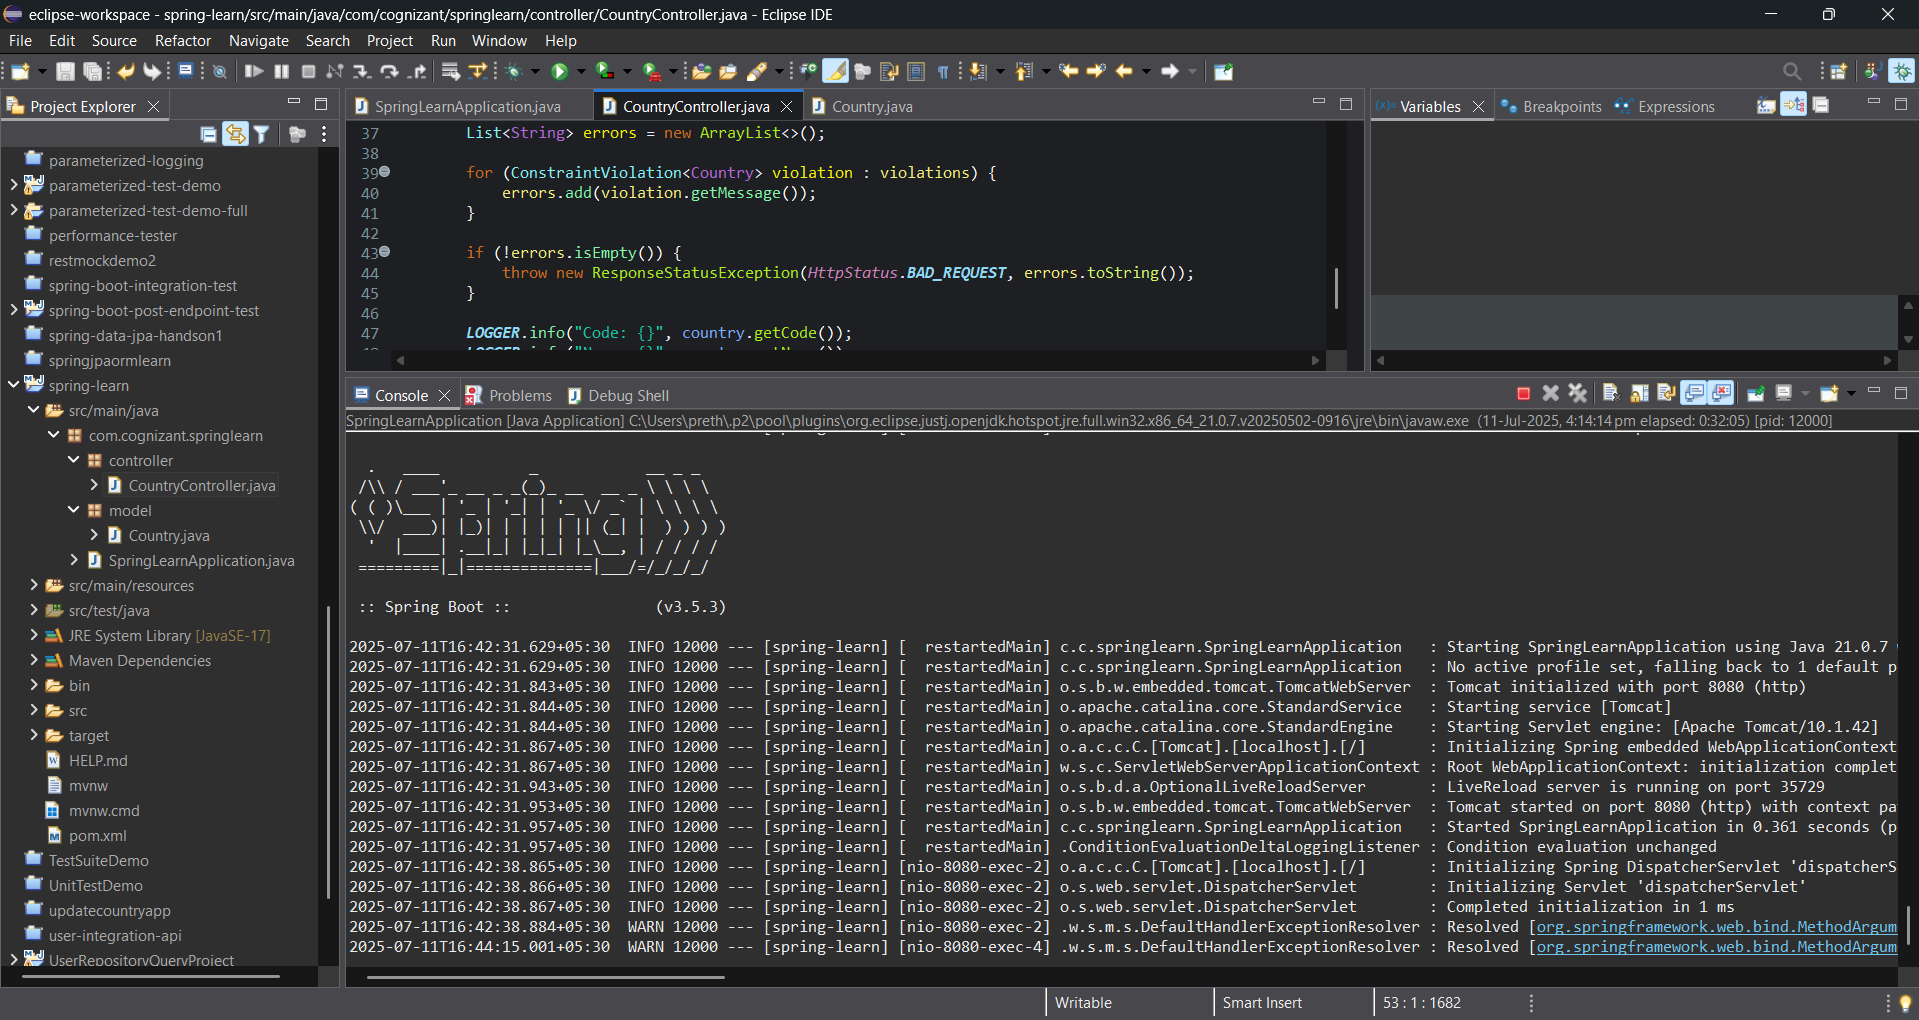 eclipse-workspace - spring-learn/src/main/java/com/cognizant/springlearn/controller/CountryController.java - Eclipse IDE
File Edit Source Refactor Navigate Search Project Run Window Help
Project Explorer
parameterized-logging
parameterized-test-demo
parameterized-test-demo-full
performance-tester
restmockdemo2
spring-boot-integration-test
spring-boot-post-endpoint-test
spring-data-jpa-handson1
springjpaormlearn
spring-learn
src/main/java
com.cognizant.springlearn
controller
CountryController.java
model
Country.java
SpringLearnApplication.java
src/main/resources
src/test/java
JRE System Library [JavaSE-17]
Maven Dependencies
bin
src
target
HELP.md
mvnw
mvnw.cmd
pom.xml
TestSuiteDemo
UnitTestDemo
updatecountryapp
user-integration-api
UserRepositoryQueryProject
SpringLearnApplication.java CountryController.java Country.java
37 List<String> errors = new ArrayList<>();
38
39 for (ConstraintViolation<Country> violation : violations) {
40 errors.add(violation.getMessage());
41 }
42
43 if (!errors.isEmpty()) {
44 throw new ResponseStatusException(HttpStatus.BAD_REQUEST, errors.toString());
45 }
46
47 LOGGER.info("Code: {}", country.getCode());
Variables Breakpoints Expressions
Console Problems Debug Shell
SpringLearnApplication [Java Application] C:\Users\preth\.p2\pool\plugins\org.eclipse.justj.openjdk.hotspot.jre.full.win32.x86_64_21.0.7.v20250502-0916\jre\bin\javaw.exe (11-Jul-2025, 4:14:14 pm elapsed: 0:32:05) [pid: 12000]
  .   ____          _            __ _ _
 /\\ / ___'_ __ _ _(_)_ __  __ _ \ \ \ \
( ( )\___ | '_ | '_| | '_ \/ _` | \ \ \ \
 \\/  ___)| |_)| | | | | || (_| |  ) ) ) )
  '  |____| .__|_| |_|_| |_\__, | / / / /
 =========|_|==============|___/=/_/_/_/
:: Spring Boot :: (v3.5.3)
2025-07-11T16:42:31.629+05:30 INFO 12000 --- [spring-learn] [ restartedMain] c.c.springlearn.SpringLearnApplication : Starting SpringLearnApplication using Java 21.0.7
2025-07-11T16:42:31.629+05:30 INFO 12000 --- [spring-learn] [ restartedMain] c.c.springlearn.SpringLearnApplication : No active profile set, falling back to 1 default p
2025-07-11T16:42:31.843+05:30 INFO 12000 --- [spring-learn] [ restartedMain] o.s.b.w.embedded.tomcat.TomcatWebServer : Tomcat initialized with port 8080 (http)
2025-07-11T16:42:31.844+05:30 INFO 12000 --- [spring-learn] [ restartedMain] o.apache.catalina.core.StandardService : Starting service [Tomcat]
2025-07-11T16:42:31.844+05:30 INFO 12000 --- [spring-learn] [ restartedMain] o.apache.catalina.core.StandardEngine : Starting Servlet engine: [Apache Tomcat/10.1.42]
2025-07-11T16:42:31.867+05:30 INFO 12000 --- [spring-learn] [ restartedMain] o.a.c.c.C.[Tomcat].[localhost].[/] : Initializing Spring embedded WebApplicationContext
2025-07-11T16:42:31.867+05:30 INFO 12000 --- [spring-learn] [ restartedMain] w.s.c.ServletWebServerApplicationContext : Root WebApplicationContext: initialization complet
2025-07-11T16:42:31.943+05:30 INFO 12000 --- [spring-learn] [ restartedMain] o.s.b.d.a.OptionalLiveReloadServer : LiveReload server is running on port 35729
2025-07-11T16:42:31.953+05:30 INFO 12000 --- [spring-learn] [ restartedMain] o.s.b.w.embedded.tomcat.TomcatWebServer : Tomcat started on port 8080 (http) with context pa
2025-07-11T16:42:31.957+05:30 INFO 12000 --- [spring-learn] [ restartedMain] c.c.springlearn.SpringLearnApplication : Started SpringLearnApplication in 0.361 seconds (p
2025-07-11T16:42:31.957+05:30 INFO 12000 --- [spring-learn] [ restartedMain] .ConditionEvaluationDeltaLoggingListener : Condition evaluation unchanged
2025-07-11T16:42:38.865+05:30 INFO 12000 --- [spring-learn] [nio-8080-exec-2] o.a.c.c.C.[Tomcat].[localhost].[/] : Initializing Spring DispatcherServlet 'dispatcherS
2025-07-11T16:42:38.866+05:30 INFO 12000 --- [spring-learn] [nio-8080-exec-2] o.s.web.servlet.DispatcherServlet : Initializing Servlet 'dispatcherServlet'
2025-07-11T16:42:38.867+05:30 INFO 12000 --- [spring-learn] [nio-8080-exec-2] o.s.web.servlet.DispatcherServlet : Completed initialization in 1 ms
2025-07-11T16:42:38.884+05:30 WARN 12000 --- [spring-learn] [nio-8080-exec-2] .w.s.m.s.DefaultHandlerExceptionResolver : Resolved [org.springframework.web.bind.MethodArgum
2025-07-11T16:44:15.001+05:30 WARN 12000 --- [spring-learn] [nio-8080-exec-4] .w.s.m.s.DefaultHandlerExceptionResolver : Resolved [org.springframework.web.bind.MethodArgum
Writable Smart Insert 53 : 1 : 1682